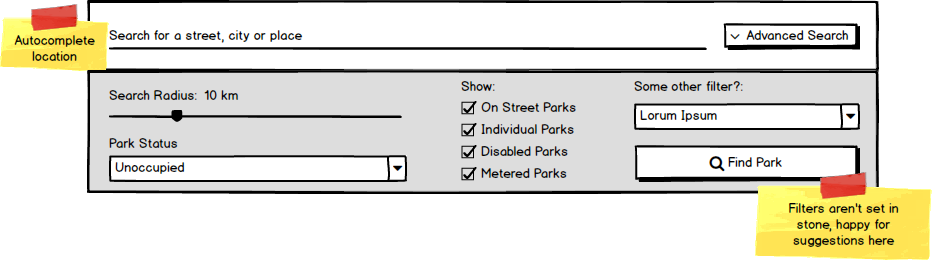 Autocomplete
location
Search for a street, city or place
Advanced Search
Search Radius: 10 km
Park Status
Unoccupied
Show:
On Street Parks
Individual Parks
Disabled Parks
Metered Parks
Some other filter?:
Lorum Ipsum
Find Park
Filters aren't set in
stone, happy for
suggestions here